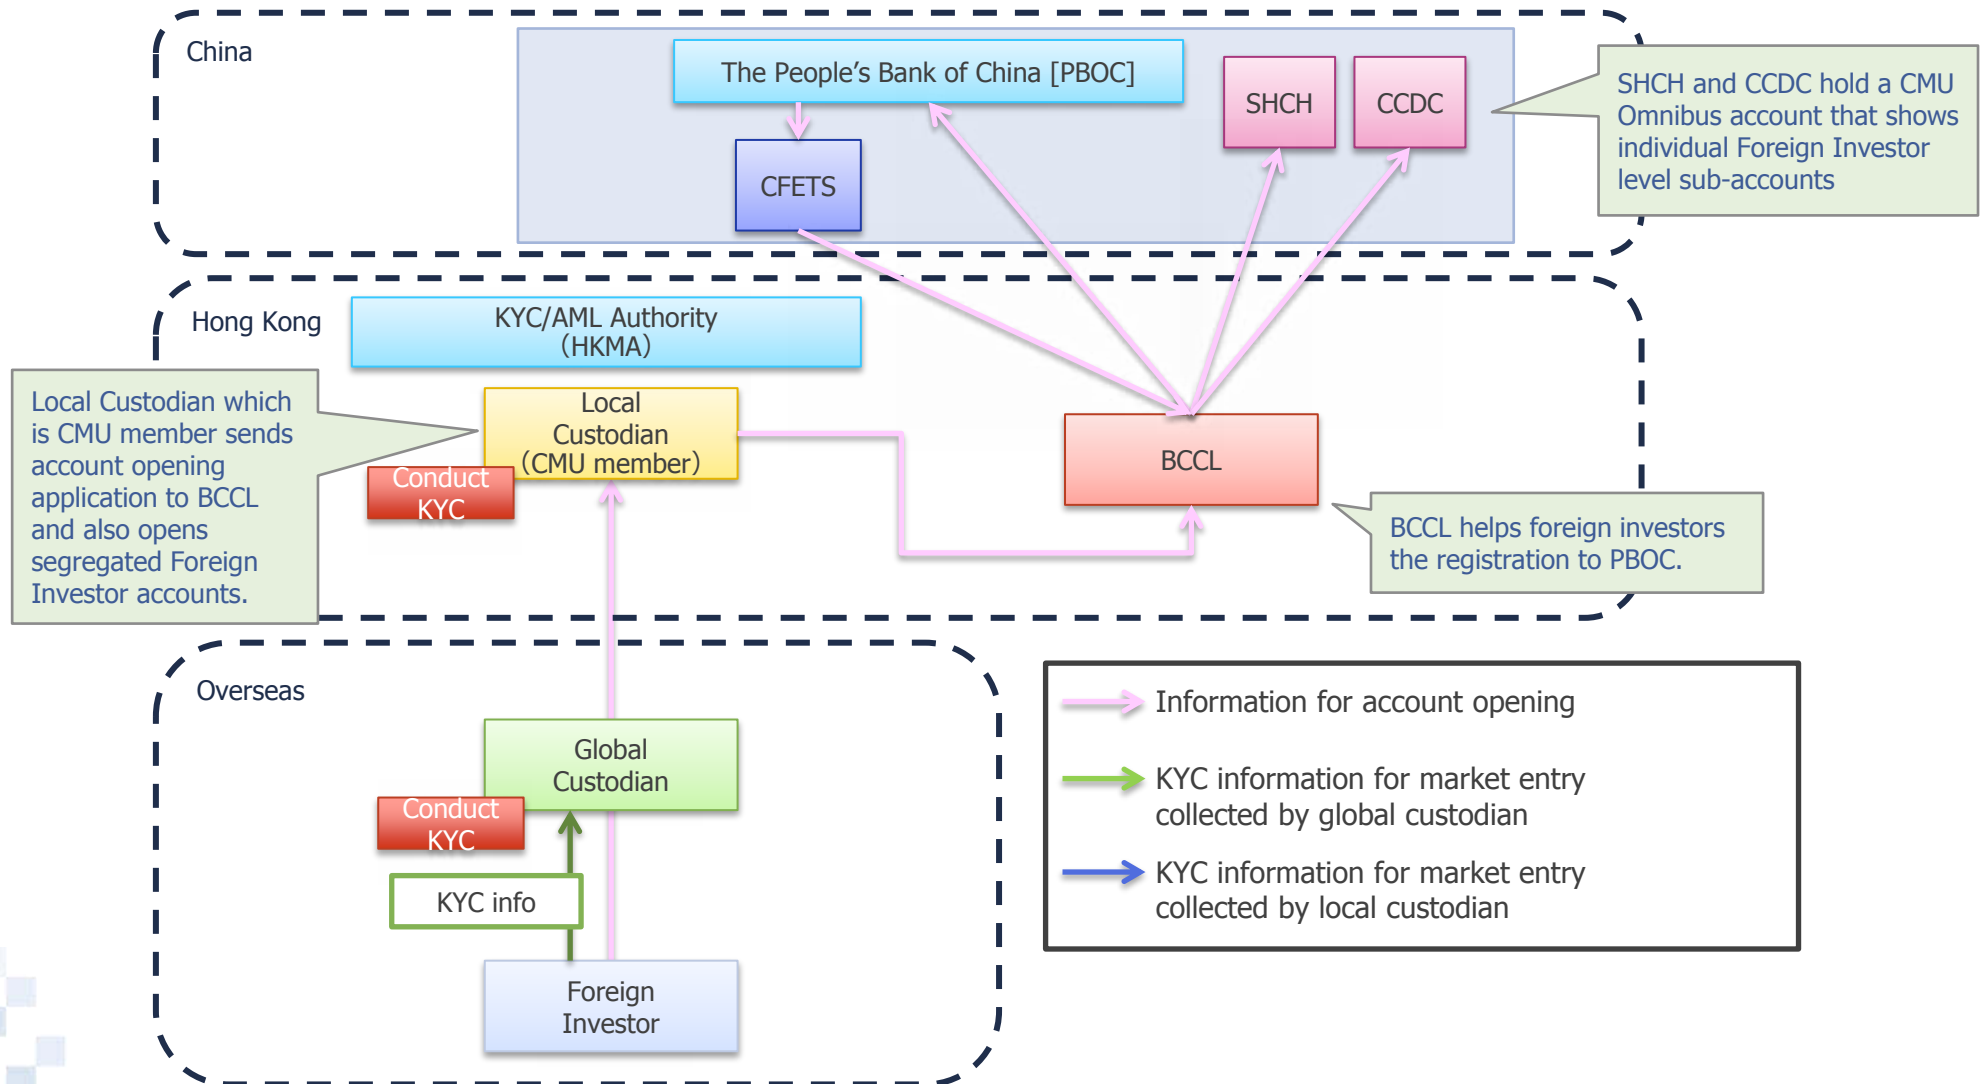 China
The People's Bank of China [PBOC]
SHCH
CCDC
CFETS
SHCH and CCDC hold a CMU
Omnibus account that shows
individual Foreign Investor
level sub-accounts
Hong Kong
KYC/AML Authority
（HKMA）
Local Custodian which
is CMU member sends
account opening
application to BCCL
and also opens
segregated Foreign
Investor accounts.
Local
Custodian
（CMU member）
Conduct
KYC
BCCL
BCCL helps foreign investors
the registration to PBOC.
Overseas
Global
Custodian
Conduct
KYC
KYC info
Foreign
Investor
Information for account opening
KYC information for market entry
collected by global custodian
KYC information for market entry
collected by local custodian